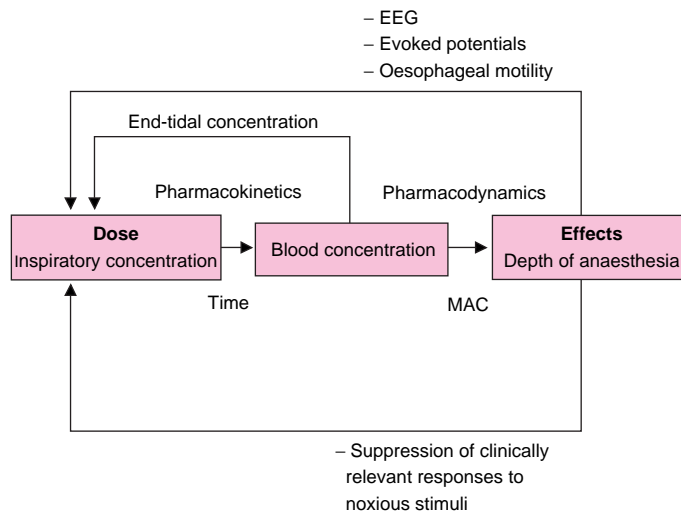 – EEG
– Evoked potentials
– Oesophageal motility
End-tidal concentration
Pharmacokinetics
Pharmacodynamics
Dose
Inspiratory concentration
Blood concentration
Effects
Depth of anaesthesia
Time
MAC
– Suppression of clinically
relevant responses to
noxious stimuli